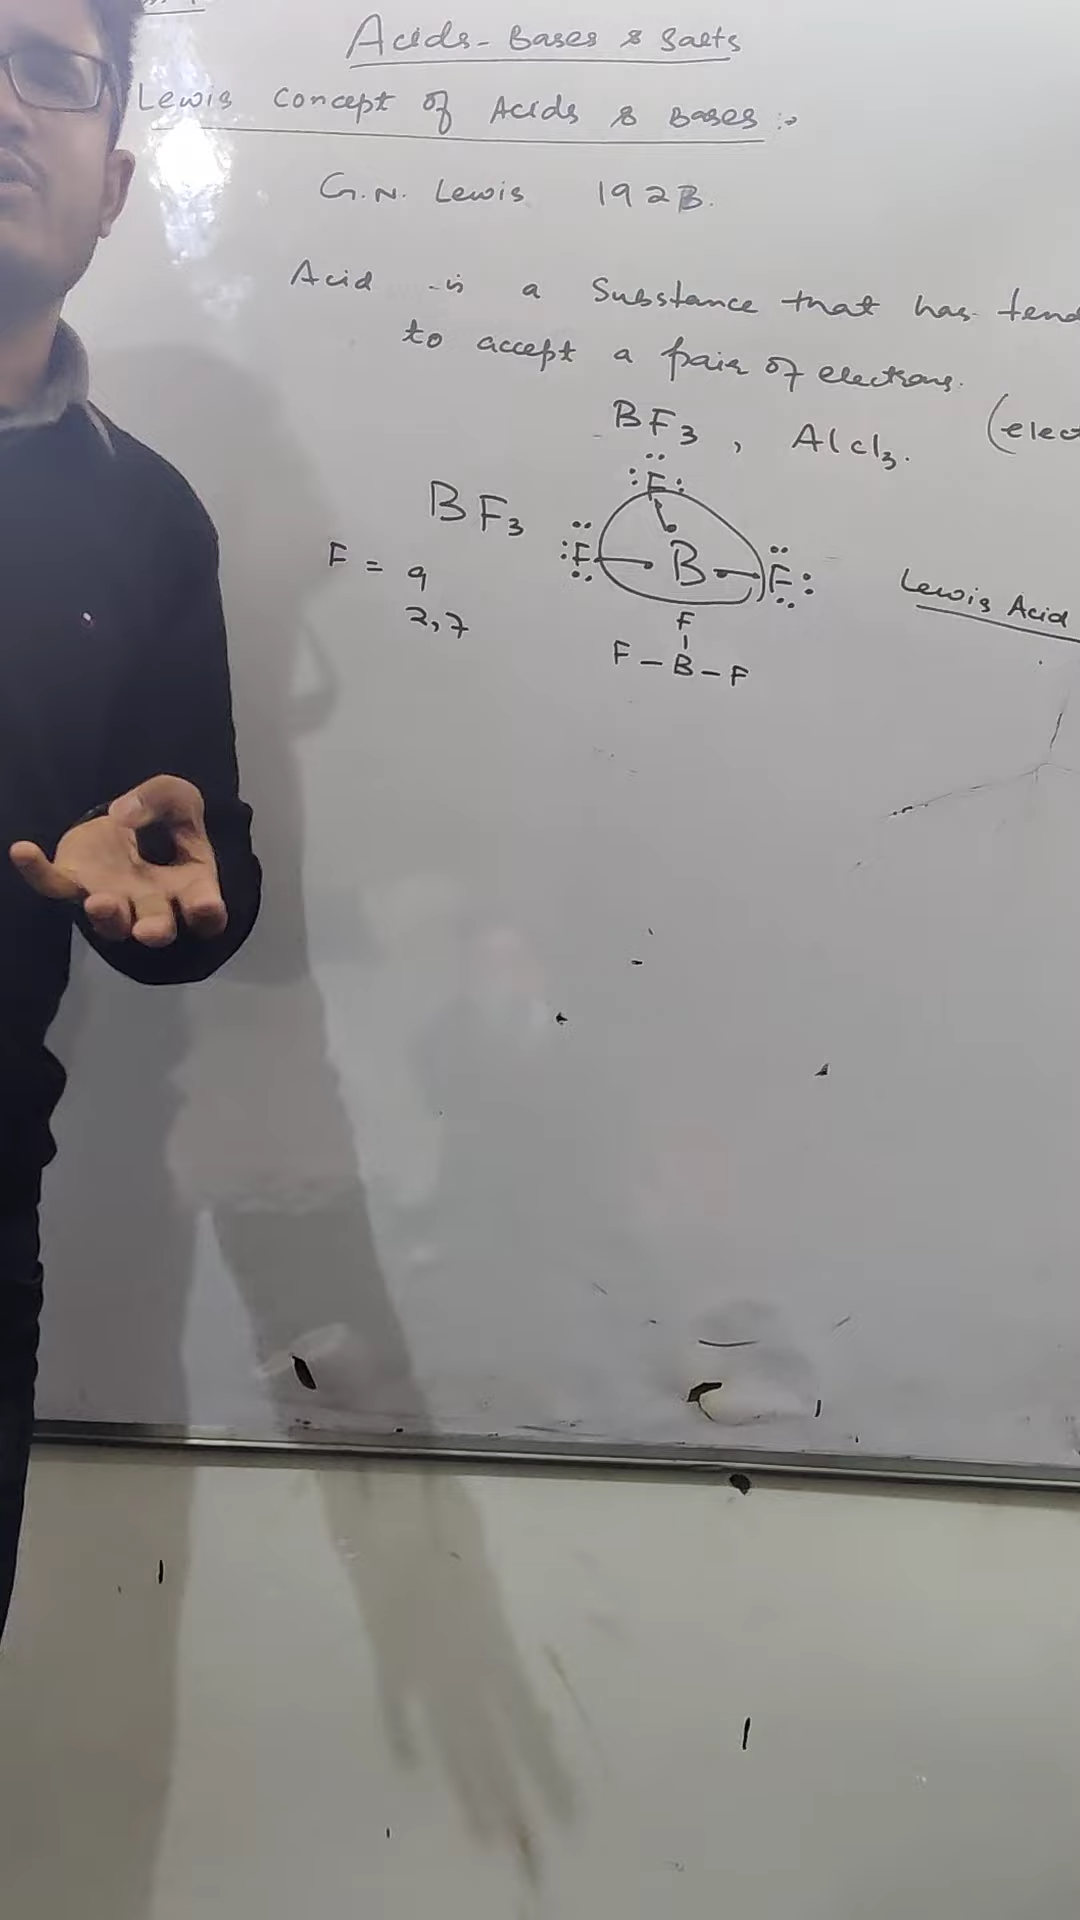 Acids-Bases & Salts
Lewis concept of Acids & Bases :-
G.N. Lewis 1923.
Acid is a Substance that has tend
to accept a pair of electrons.
BF3, AlCl3. (elect
BF3
F = 9
2,7
F
F B F
Lewis Acid
F
F-B-F